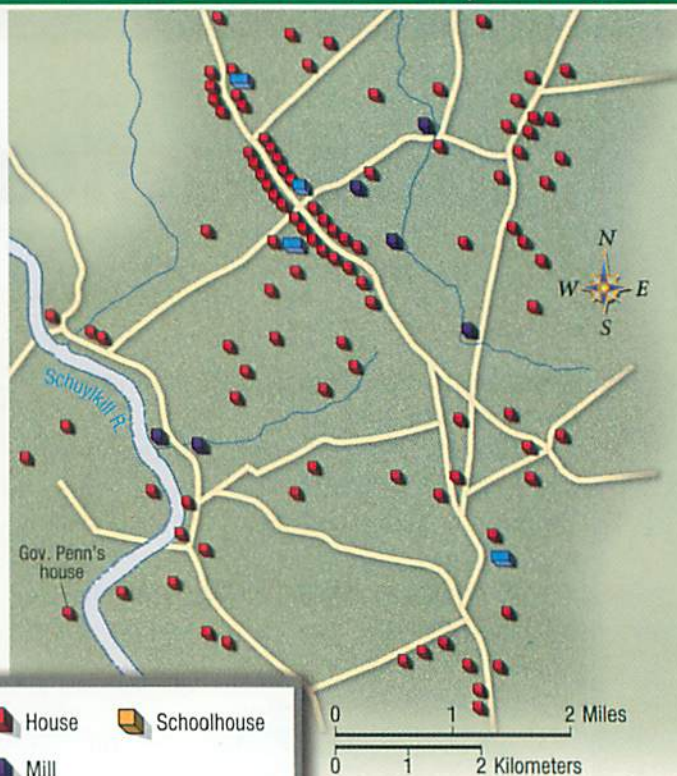 N
W E
S
Schuylkill R.
Gov. Penn's
house
House
Schoolhouse
Mill
0 1 2 Miles
0 1 2 Kilometers